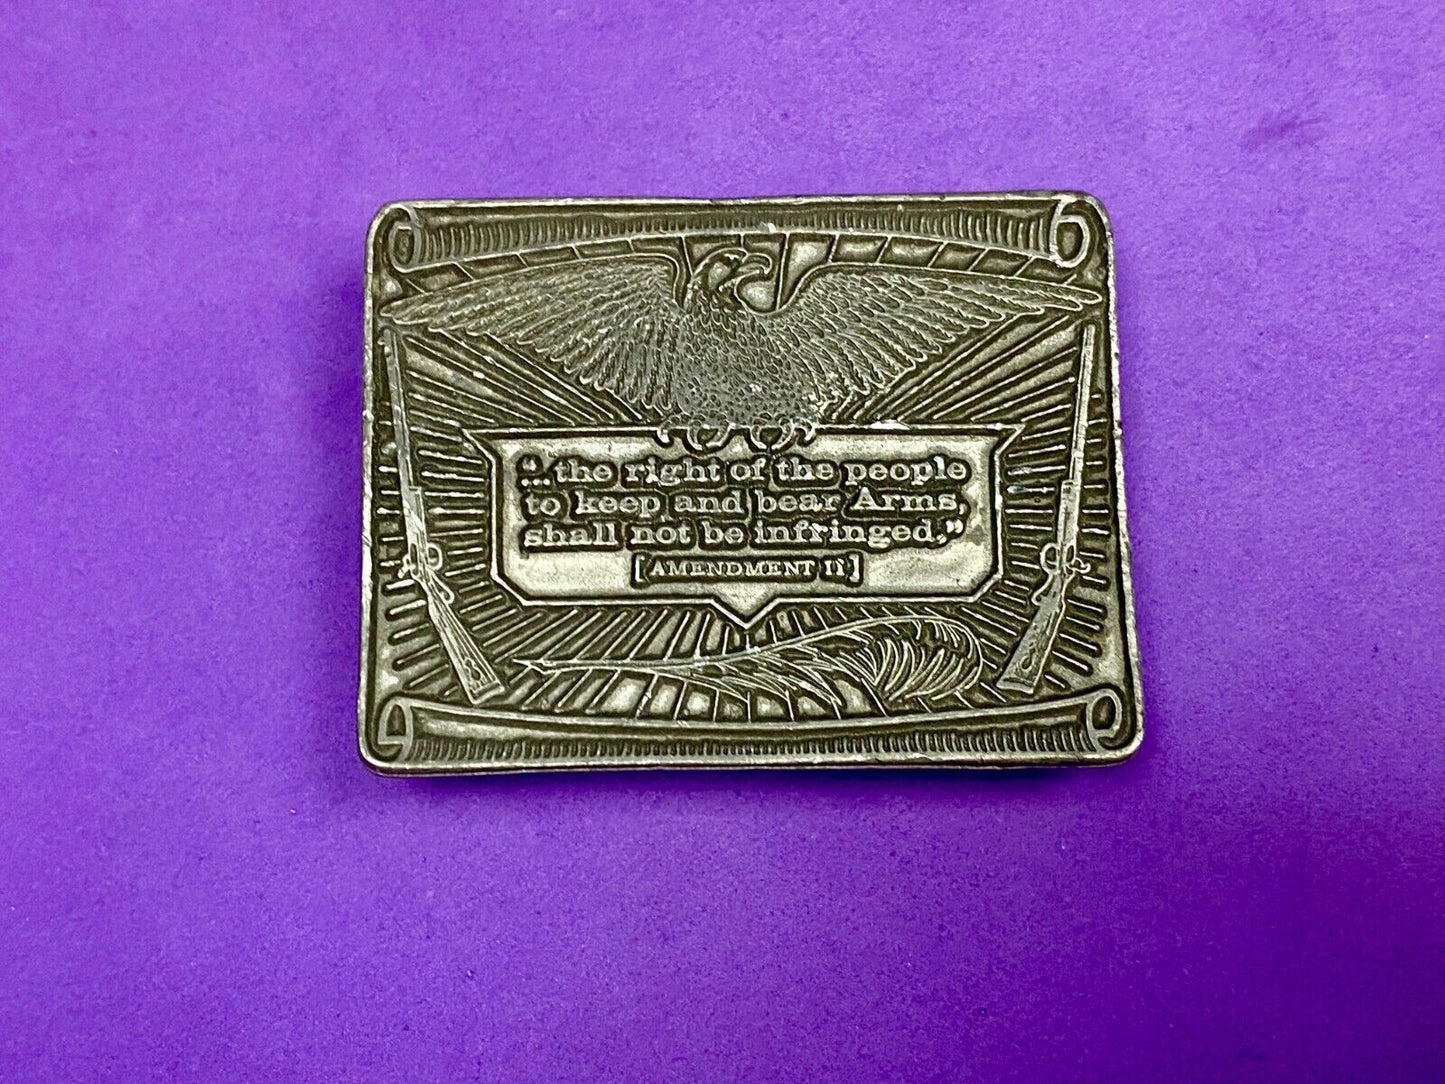 “...the right of the people
to keep and bear Arms,
shall not be infringed.”
[AMENDMENT II]